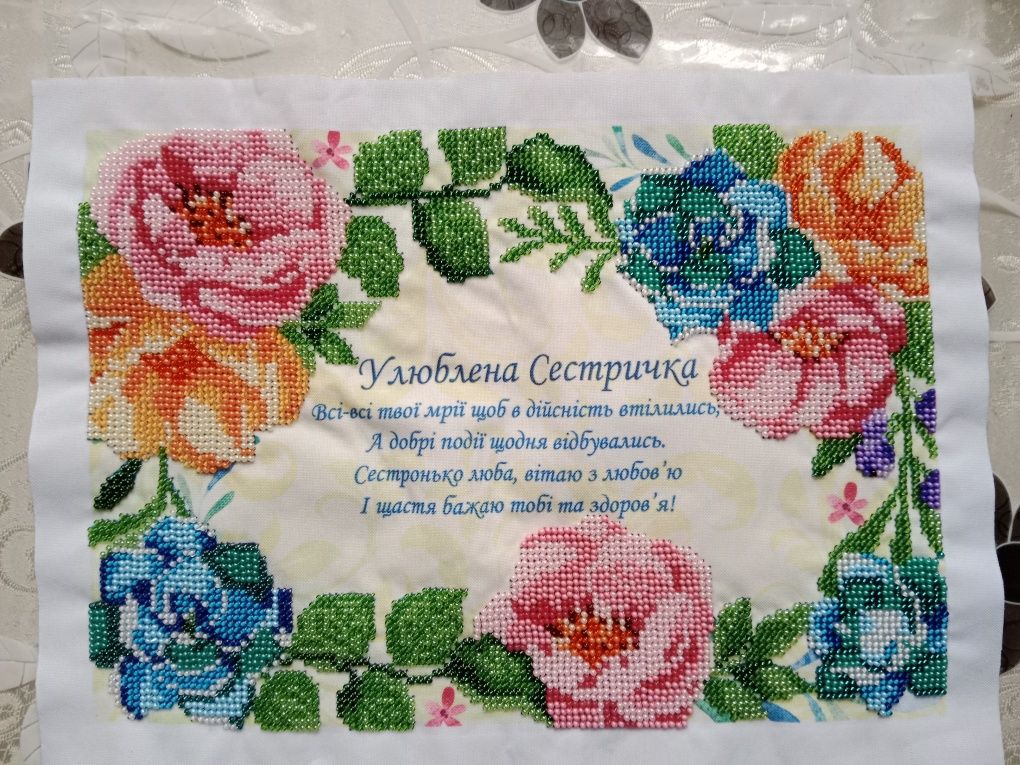 Улюблена Сестричка
Всі-всі твої мрії щоб в дійсність втілились,
А добрі події щодня відбувались.
Сестронько люба, вітаю з любов'ю
І щастя бажаю тобі та здоров'я!